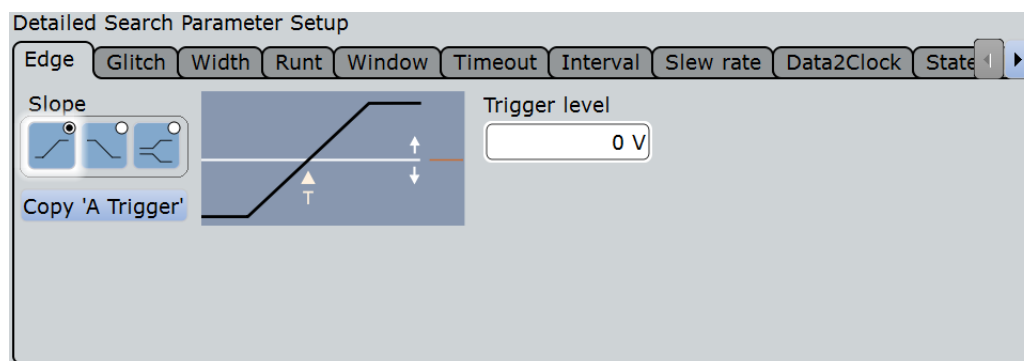 Detailed Search Parameter Setup
Edge Glitch Width Runt Window Timeout Interval Slew rate Data2Clock State
Slope
Trigger level
0 V
T
Copy 'A Trigger'